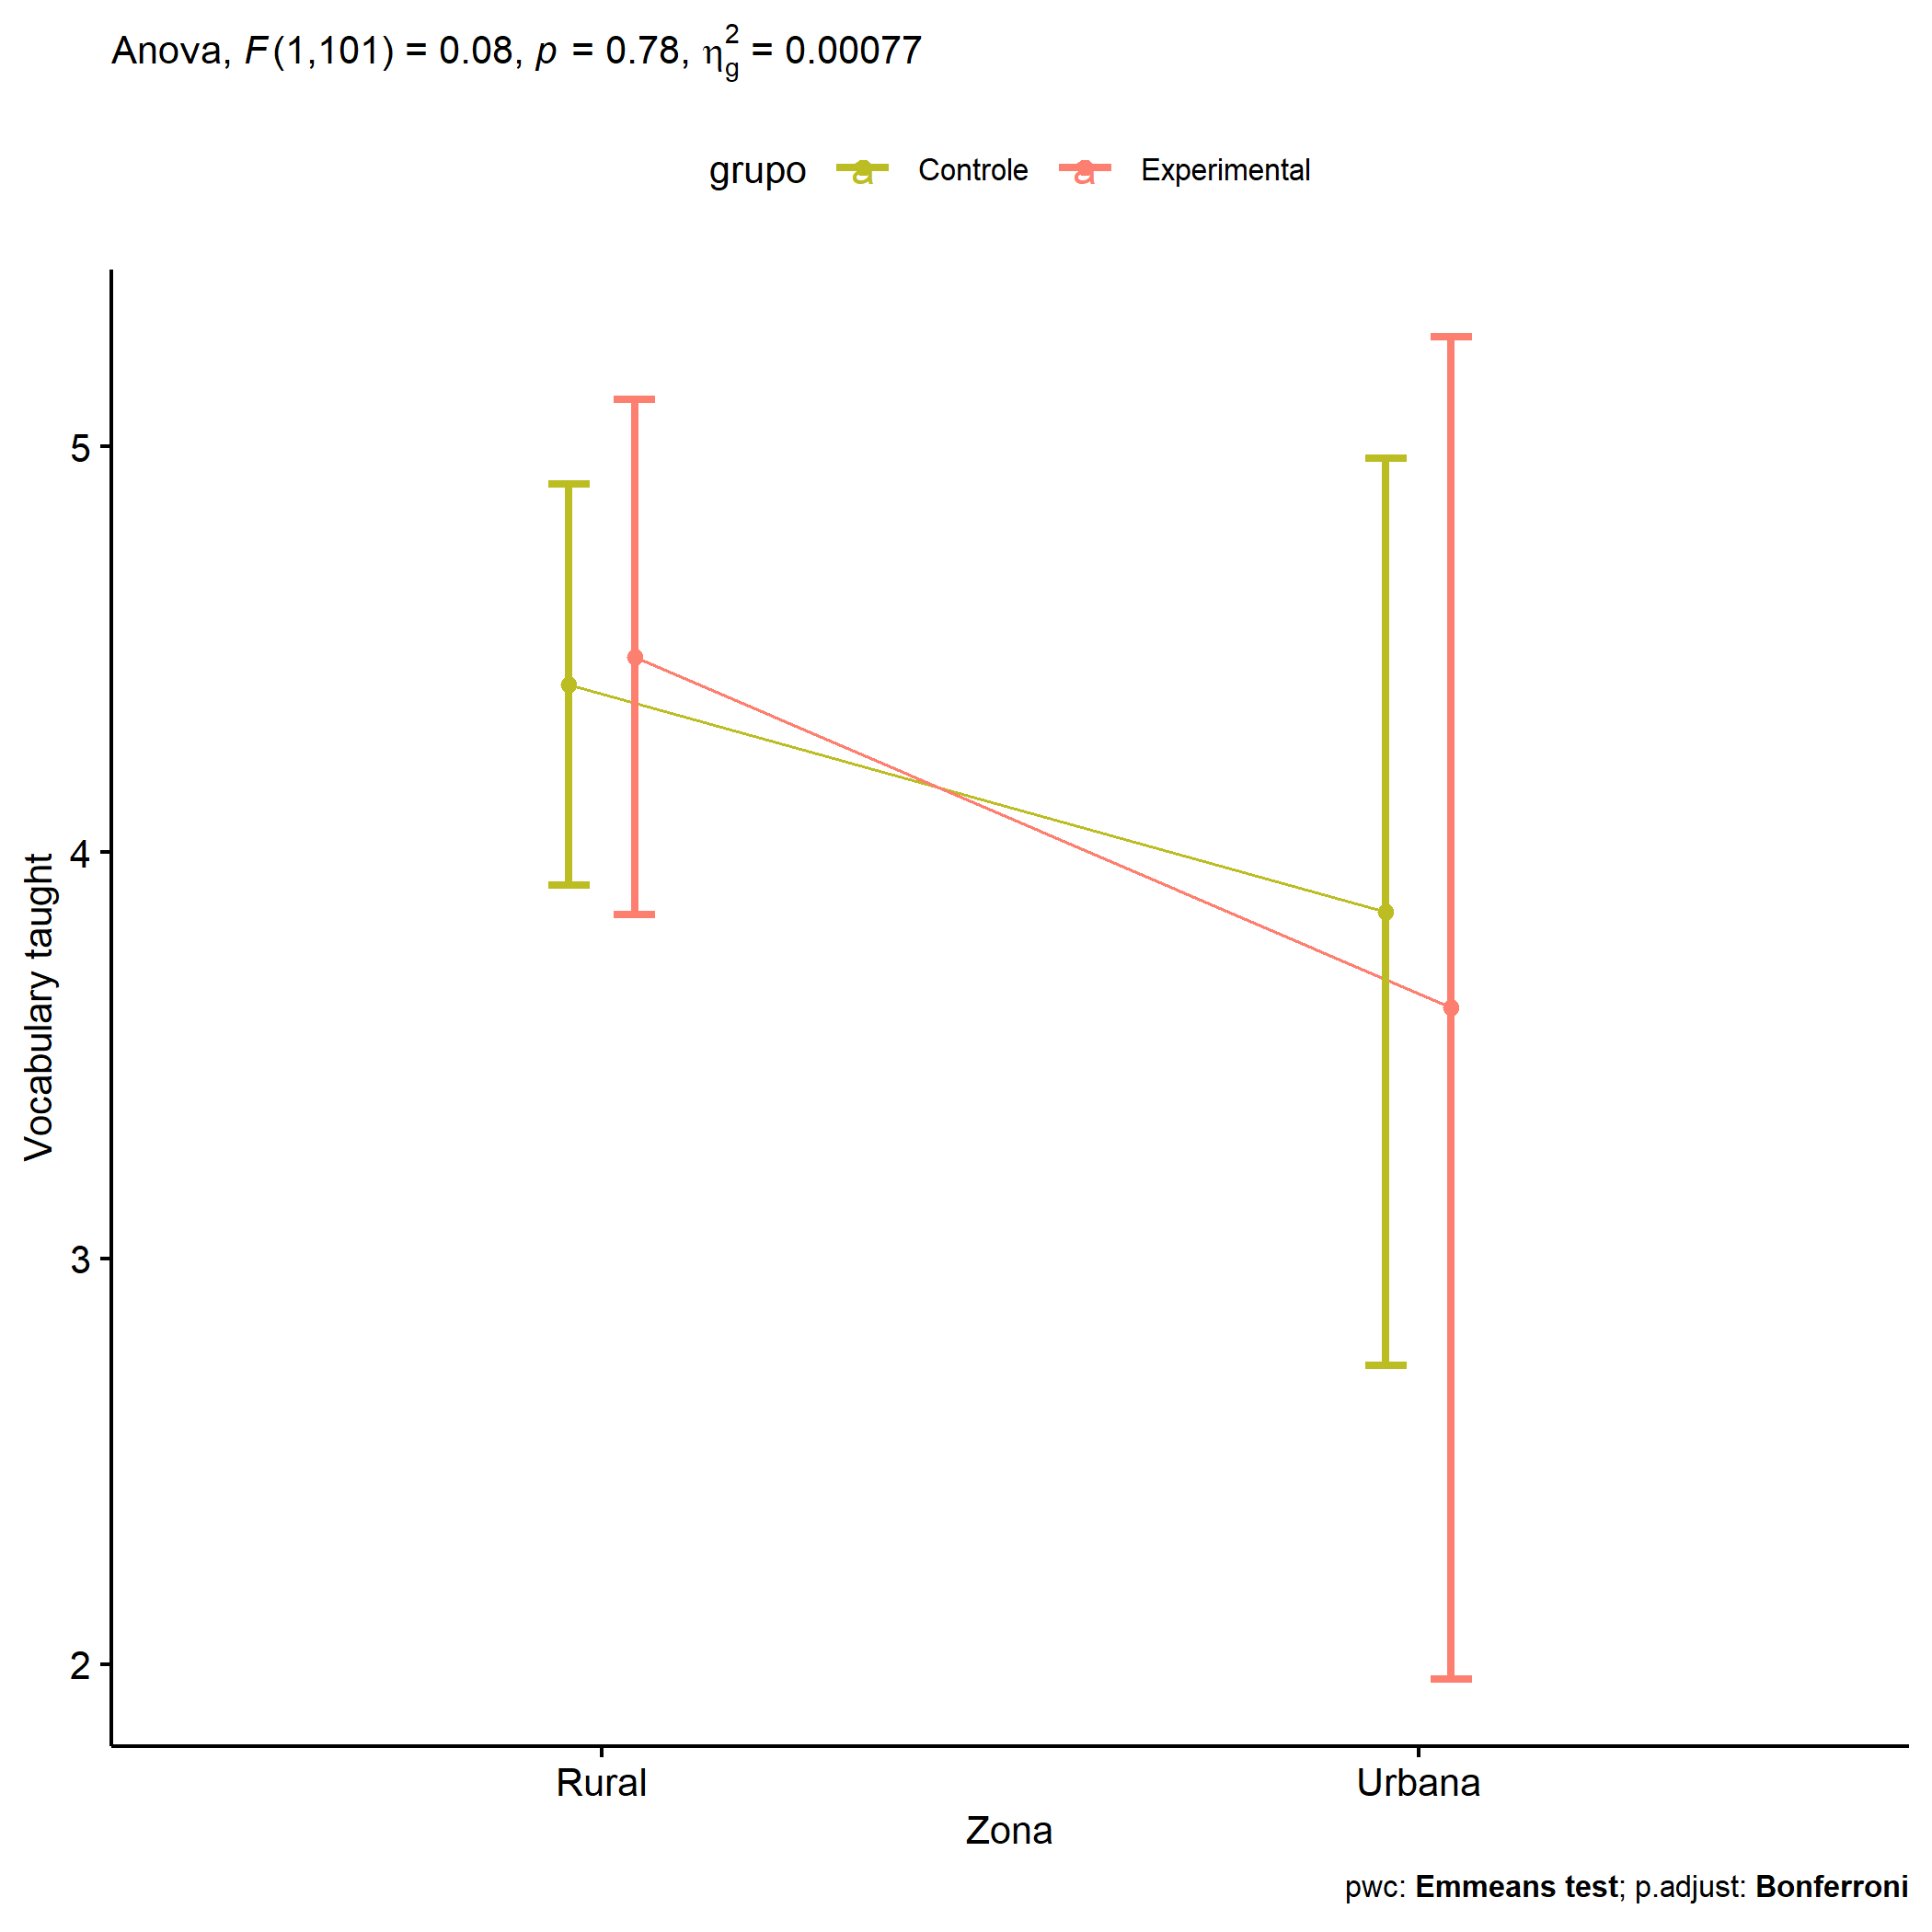 Anova, F(1,101) = 0.08, p = 0.78, η²g = 0.00077
grupo a Controle a Experimental
5
4
3
2
Vocabulary taught
Rural Urbana
Zona
pwc: Emmeans test; p.adjust: Bonferroni